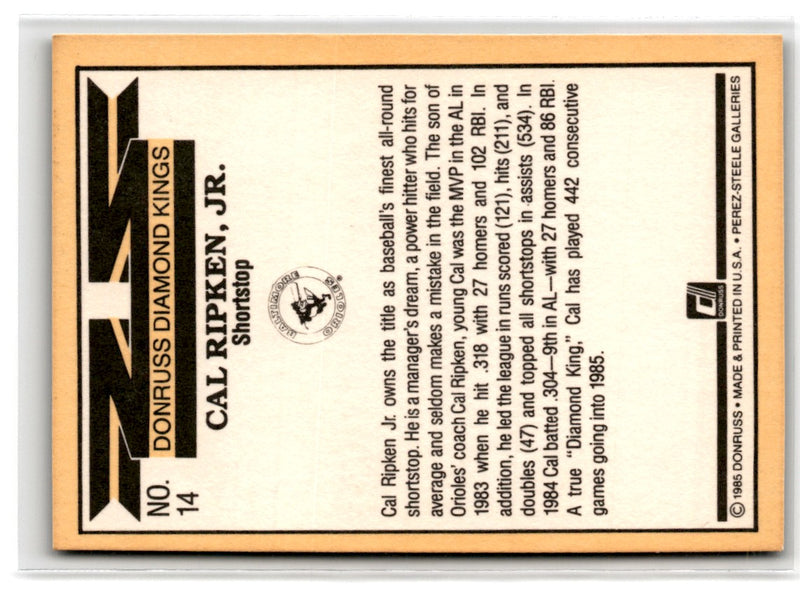 NO.
14
DONRUSS DIAMOND KINGS
CAL RIPKEN, JR.
Shortstop
BALTIMORE
ORIOLES®
Cal Ripken Jr. owns the title as baseball's finest all-round
shortstop. He is a manager's dream, a power hitter who hits for
average and seldom makes a mistake in the field. The son of
Orioles' coach Cal Ripken, young Cal was the MVP in the AL in
1983 when he hit .318 with 27 homers and 102 RBI. In
addition, he led the league in runs scored (121), hits (211), and
doubles (47) and topped all shortstops in assists (534). In
1984 Cal batted .304—9th in AL—with 27 homers and 86 RBI.
A true "Diamond King," Cal has played 442 consecutive
games going into 1985.
DONRUSS
© 1985 DONRUSS • MADE & PRINTED IN U.S.A. • PEREZ-STEELE GALLERIES